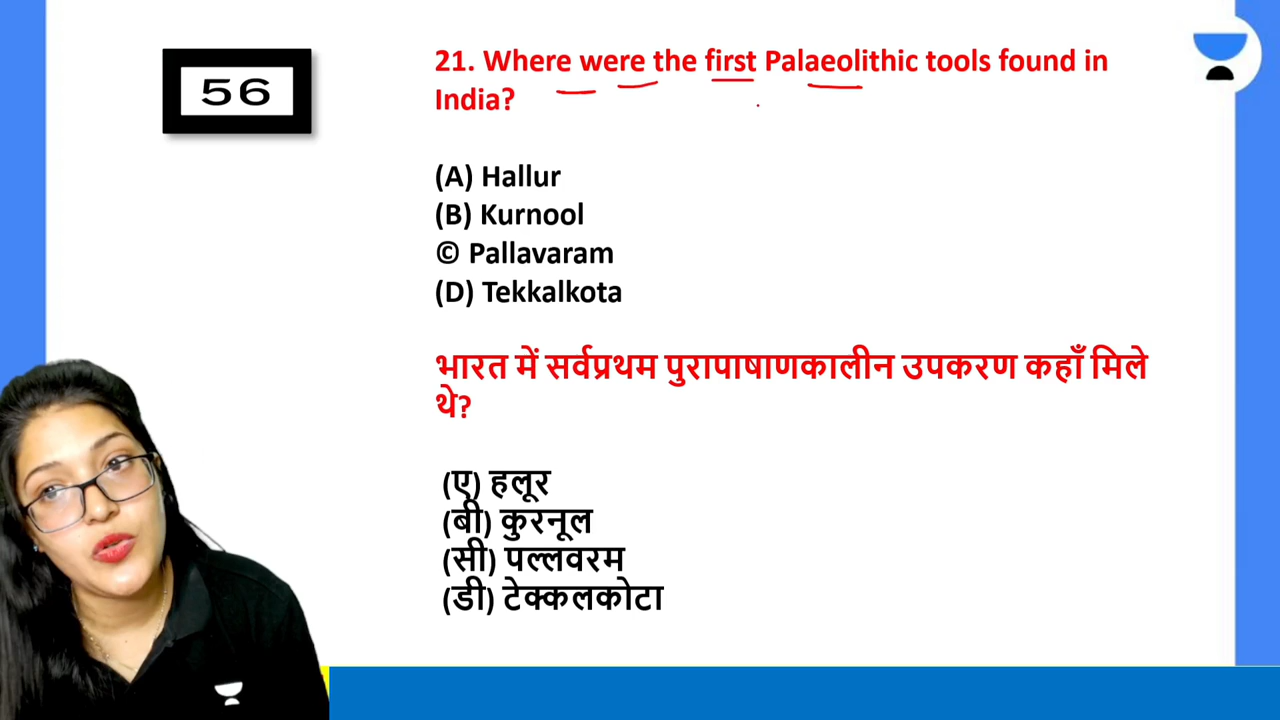 56
21. Where were the first Palaeolithic tools found in
India?
(A) Hallur
(B) Kurnool
© Pallavaram
(D) Tekkalkota
भारत में सर्वप्रथम पुरापाषाणकालीन उपकरण कहाँ मिले
थे?
(ए) हलूर
(बी) कुरनूल
(सी) पल्लवरम
(डी) टेक्कलकोटा